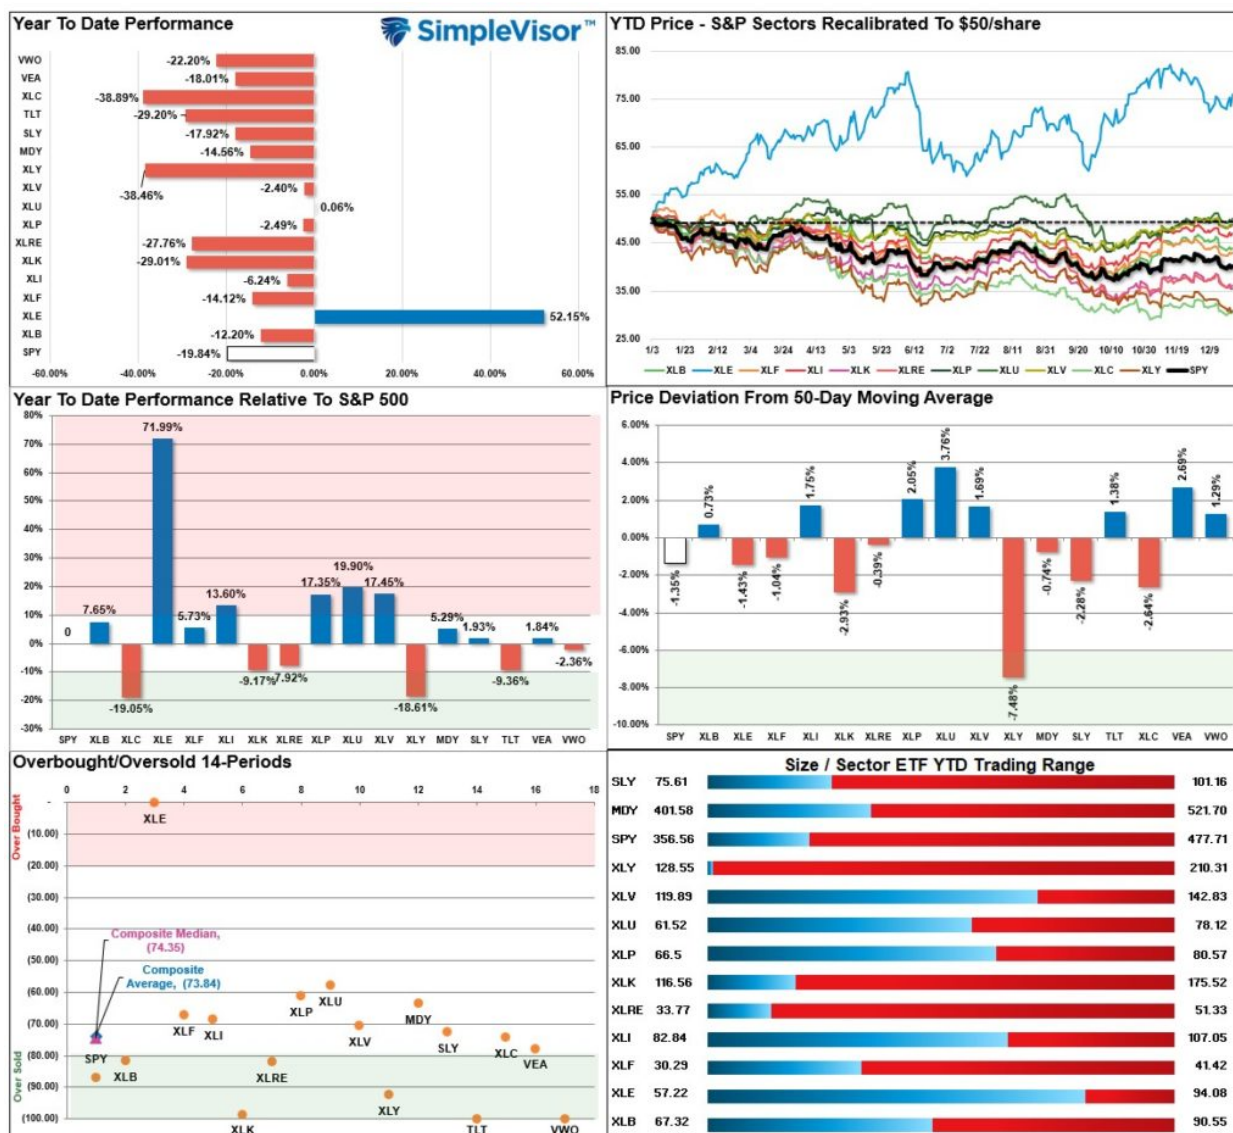 Year To Date Performance
SimpleVisor™
VWO
-22.20%
VEA
-18.01%
XLC
-38.89%
TLT
-29.20%
SLY
-17.92%
MDY
-14.56%
XLY
-38.46%
XLV
-2.40%
XLU
0.06%
XLP
-2.49%
XLRE
-27.76%
XLK
-29.01%
XLI
-6.24%
XLF
-14.12%
XLE
52.15%
XLB
-12.20%
SPY
-19.84%
-60.00% -40.00% -20.00% 0.00% 20.00% 40.00% 60.00%
YTD Price - S&P Sectors Recalibrated To $50/share
85.00
75.00
65.00
55.00
45.00
35.00
25.00
1/3 1/23 2/12 3/4 3/24 4/13 5/3 5/23 6/12 7/2 7/22 8/11 8/31 9/20 10/10 10/30 11/19 12/9
XLB XLE XLF XLI XLK XLRE XLP XLU XLV XLC XLY SPY
Year To Date Performance Relative To S&P 500
80%
70%
60%
50%
40%
30%
20%
10%
0%
-10%
-20%
-30%
0 7.65% -19.05% 71.99% 5.73% 13.60% -9.17% -7.92% 17.35% 19.90% 17.45% -18.61% 5.29% 1.93% -9.36% 1.84% -2.36%
SPY XLB XLC XLE XLF XLI XLK XLRE XLP XLU XLV XLY MDY SLY TLT VEA VWO
Price Deviation From 50-Day Moving Average
6.00%
4.00%
2.00%
0.00%
-2.00%
-4.00%
-6.00%
-8.00%
-10.00%
-1.35% 0.73% -1.43% -1.04% 1.75% -2.93% -0.39% 2.05% 3.76% 1.69% -7.48% -0.74% -2.28% 1.38% -2.64% 2.69% 1.29%
SPY XLB XLE XLF XLI XLK XLRE XLP XLU XLV XLY MDY SLY TLT XLC VEA VWO
Overbought/Oversold 14-Periods
0 2 4 6 8 10 12 14 16 18
-
(10.00)
(20.00)
(30.00)
(40.00)
(50.00)
(60.00)
(70.00)
(80.00)
(90.00)
(100.00)
Over Bought
Over Sold
XLE
Composite Median,
(74.35)
Composite
Average, (73.84)
XLU
XLP
MDY
XLF
XLI
XLV
SLY
XLC
VEA
SPY
XLB
XLRE
XLY
XLK
TLT
VWO
Size / Sector ETF YTD Trading Range
SLY 75.61 101.16
MDY 401.58 521.70
SPY 356.56 477.71
XLY 128.55 210.31
XLV 119.89 142.83
XLU 61.52 78.12
XLP 66.5 80.57
XLK 116.56 175.52
XLRE 33.77 51.33
XLI 82.84 107.05
XLF 30.29 41.42
XLE 57.22 94.08
XLB 67.32 90.55